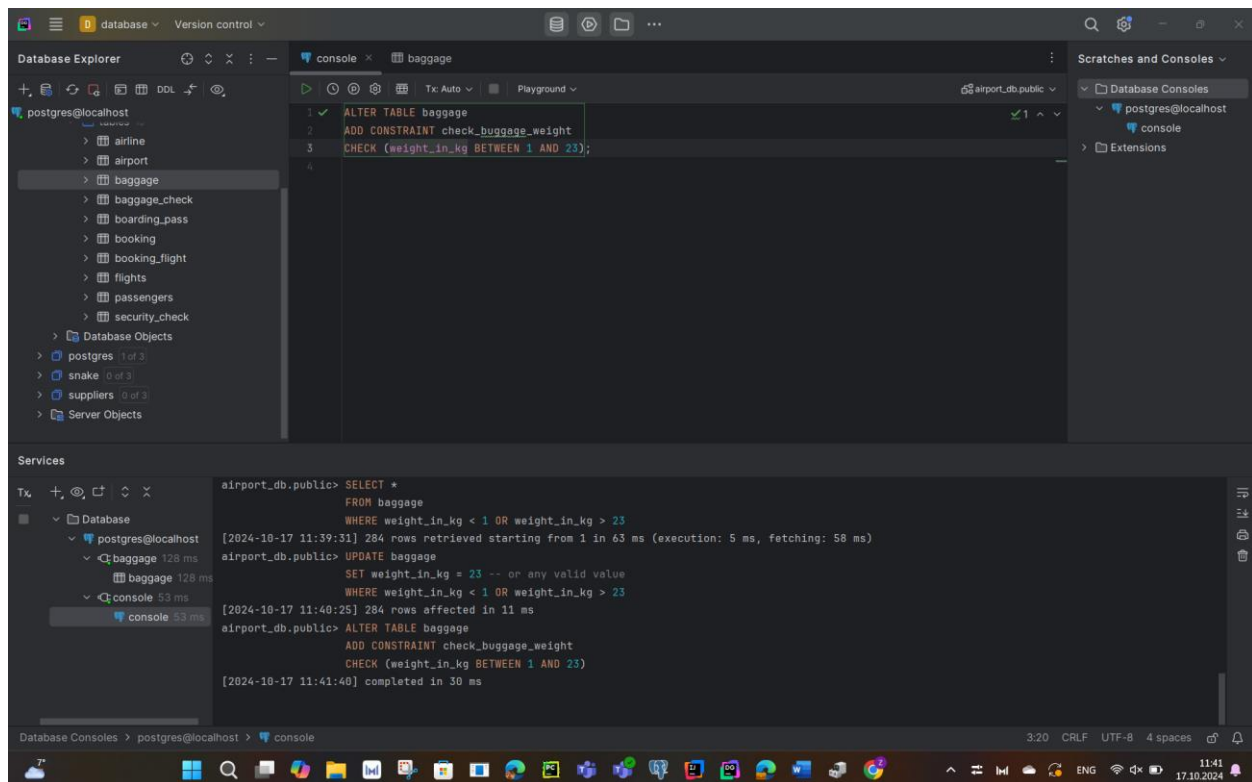 D database Version control
Database Explorer
console
baggage
Scratches and Consoles
DDL
Tx: Auto
Playground
airport_db.public
postgres@localhost
airline
airport
baggage
baggage_check
boarding_pass
booking
booking_flight
flights
passengers
security_check
Database Objects
postgres 1 of 3
snake 0 of 3
suppliers 0 of 3
Server Objects
1 ALTER TABLE baggage
2 ADD CONSTRAINT check_buggage_weight
3 CHECK (weight_in_kg BETWEEN 1 AND 23);
4
1
Database Consoles
postgres@localhost
console
Extensions
Services
Tx
Database
postgres@localhost
baggage 128 ms
baggage 128 ms
console 53 ms
console 53 ms
airport_db.public> SELECT *
FROM baggage
WHERE weight_in_kg < 1 OR weight_in_kg > 23
[2024-10-17 11:39:31] 284 rows retrieved starting from 1 in 63 ms (execution: 5 ms, fetching: 58 ms)
airport_db.public> UPDATE baggage
SET weight_in_kg = 23 -- or any valid value
WHERE weight_in_kg < 1 OR weight_in_kg > 23
[2024-10-17 11:40:25] 284 rows affected in 11 ms
airport_db.public> ALTER TABLE baggage
ADD CONSTRAINT check_buggage_weight
CHECK (weight_in_kg BETWEEN 1 AND 23)
[2024-10-17 11:41:40] completed in 30 ms
Database Consoles > postgres@localhost > console
3:20 CRLF UTF-8 4 spaces
7°
ENG
11:41
17.10.2024